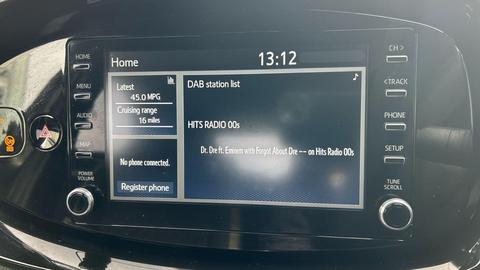 Home 13:12
HOME
MENU
AUDIO
MAP
POWER
VOLUME
Latest
45.0 MPG
Cruising range
16 miles
No phone connected.
Register phone
DAB station list
HITS RADIO 00s
Dr. Dre ft. Eminem with Forgot About Dre -- on Hits Radio 00s
CH >
< TRACK
PHONE
SETUP
TUNE
SCROLL